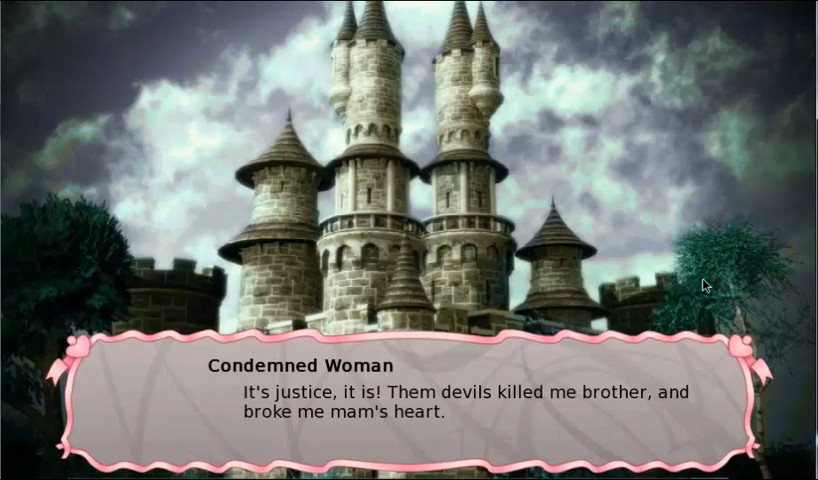 Condemned Woman
It's justice, it is! Them devils killed me brother, and
broke me mam's heart.